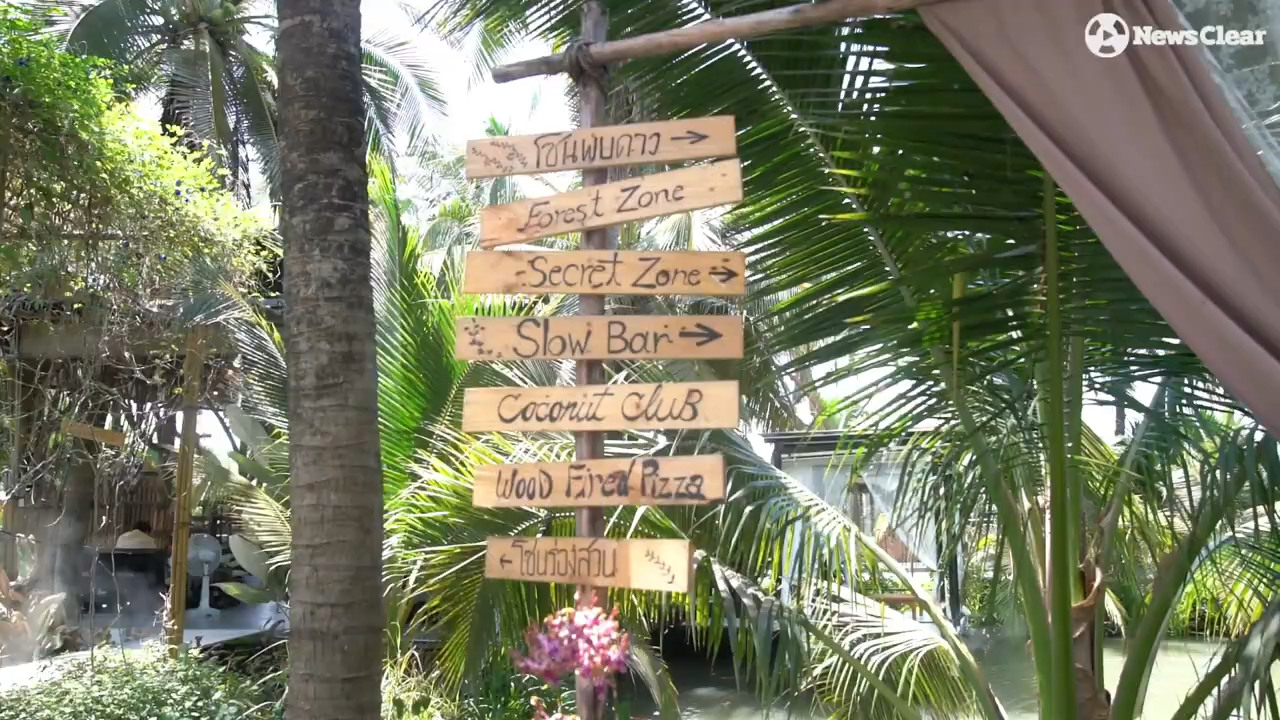 NewsClear
โซนพบดาว →
Forest Zone
Secret Zone →
Slow Bar →
Coconut CluB
WooD Fired Pizza
← โซนร่องสวน